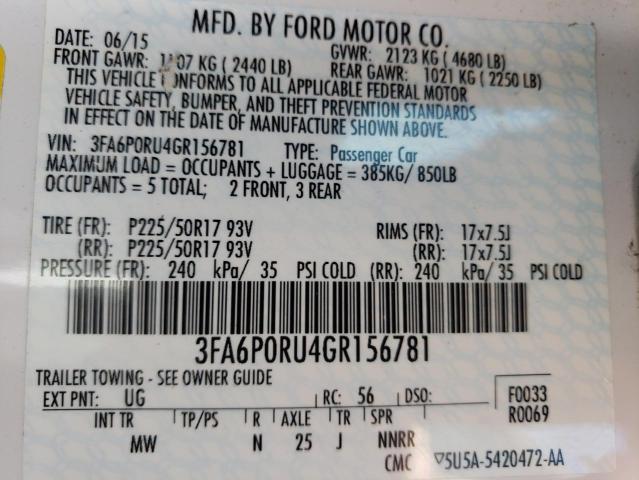 MFD. BY FORD MOTOR CO.
DATE: 06/15 GVWR: 2123 KG ( 4680 LB)
FRONT GAWR: KG ( 2440 LB) REAR GAWR: 1021 KG ( 2250 LB)
THIS VEHICLE CONFORMS TO ALL APPLICABLE FEDERAL MOTOR
VEHICLE SAFETY, BUMPER, AND THEFT PREVENTION STANDARDS
IN EFFECT ON THE DATE OF MANUFACTURE SHOWN ABOVE.
VIN: 3FA6P0RU4GR156781 TYPE: Passenger Car
MAXIMUM LOAD = OCCUPANTS + LUGGAGE = 385KG/ 850LB
OCCUPANTS = 5 TOTAL; 2 FRONT, 3 REAR
TIRE (FR): P225/50R17 93V RIMS (FR): 17x7.5J
(RR): P225/50R17 93V (RR): 17x7.5J
PRESSURE (FR): 240 kPa/ 35 PSI COLD (RR): 240 kPa/ 35 PSI COLD
3FA6P0RU4GR156781
TRAILER TOWING - SEE OWNER GUIDE
EXT PNT: UG RC: 56 DSO: F0033
R0069
INT TR TP/PS R AXLE TR SPR
MW N 25 J NNRR
CMC ▽5U5A-5420472-AA